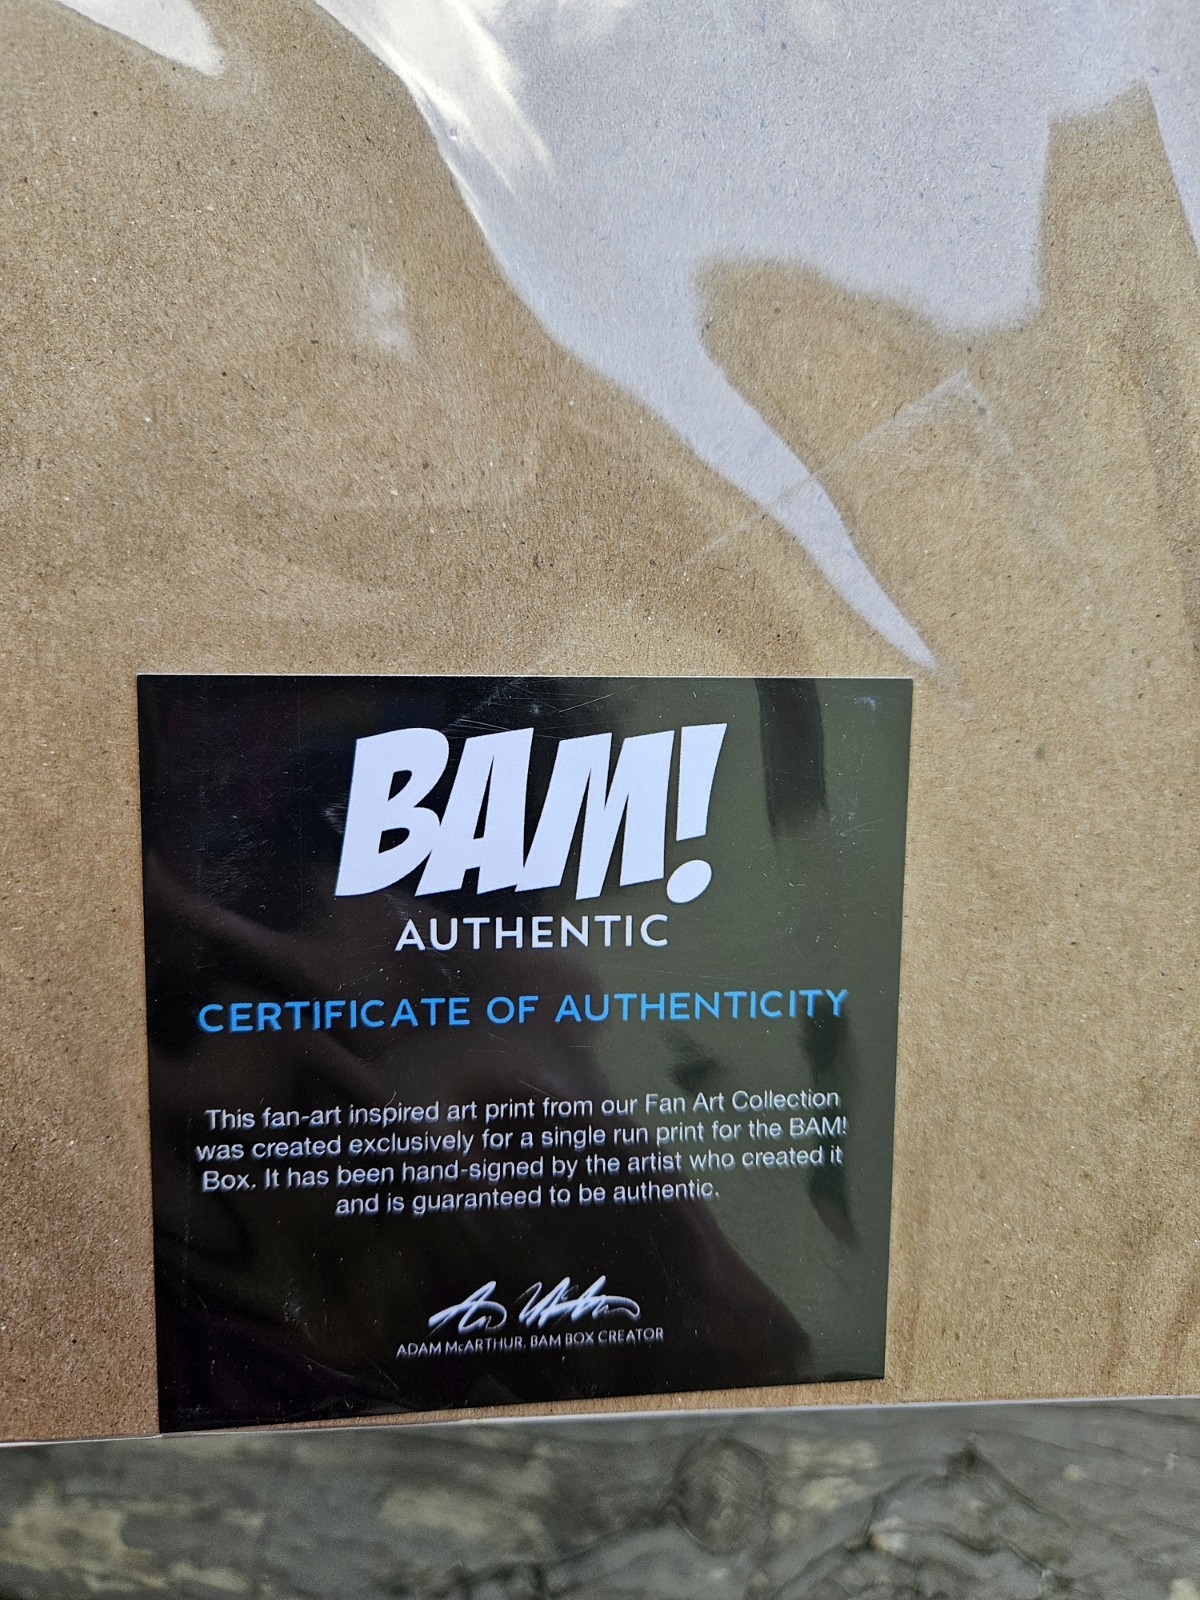 BAM!
AUTHENTIC
CERTIFICATE OF AUTHENTICITY
This fan-art inspired art print from our Fan Art Collection
was created exclusively for a single run print for the BAM!
Box. It has been hand-signed by the artist who created it
and is guaranteed to be authentic.
ADAM McARTHUR, BAM BOX CREATOR